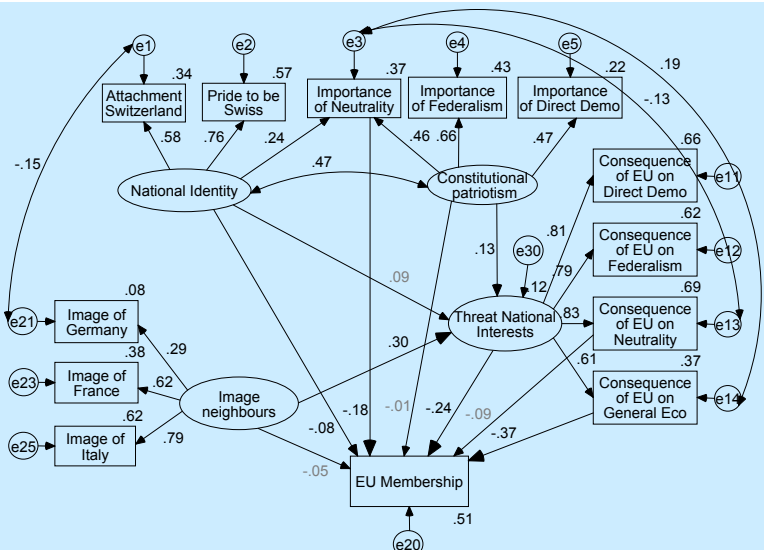 e1
e2
e3
e4
e5
.34
.57
.37
.43
.22
.19
-.13
Attachment
Switzerland
Pride to be
Swiss
Importance
of Neutrality
Importance
of Federalism
Importance
of Direct Demo
.58
.76
.24
.46
.66
.47
-.15
.66
Consequence
of EU on
Direct Demo
e11
National Identity
.47
Constitutional
patriotism
.81
.62
.13
e30
Consequence
of EU on
Federalism
e12
.09
.12
.79
.08
e21
Image of
Germany
Threat National
Interests
.83
.69
Consequence
of EU on
Neutrality
e13
.29
.30
.38
e23
Image of
France
.62
Image
neighbours
.61
.37
Consequence
of EU on
General Eco
e14
.62
e25
Image of
Italy
.79
-.18
-.01
-.24
-.09
-.08
-.37
-.05
EU Membership
.51
e20